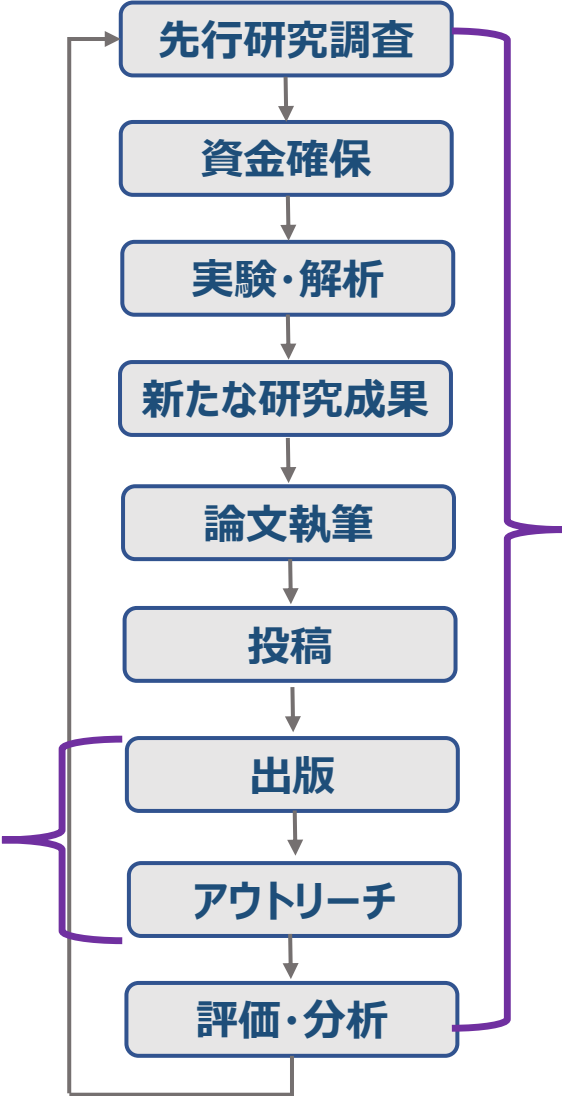 先行研究調査
資金確保
実験・解析
新たな研究成果
論文執筆
投稿
出版
アウトリーチ
評価・分析